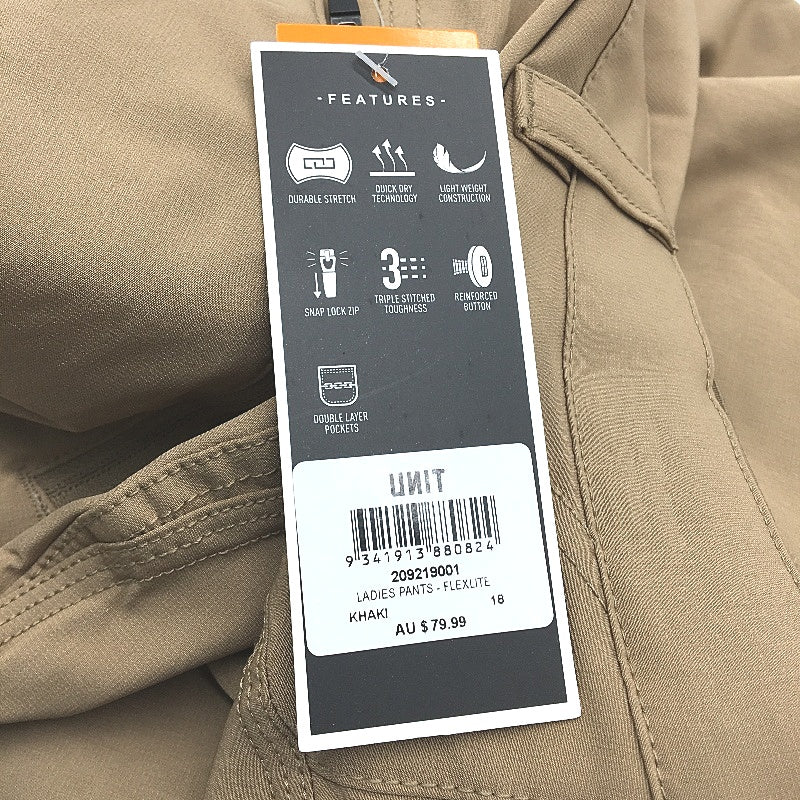 -FEATURES-
DURABLE STRETCH
QUICK DRY
TECHNOLOGY
LIGHT WEIGHT
CONSTRUCTION
SNAP LOCK ZIP
3
TRIPLE STITCHED
TOUGHNESS
REINFORCED
BUTTON
DOUBLE LAYER
POCKETS
UNIT
9 341913 880824
209219001
LADIES PANTS - FLEXLITE
KHAKI 18
AU $ 79.99